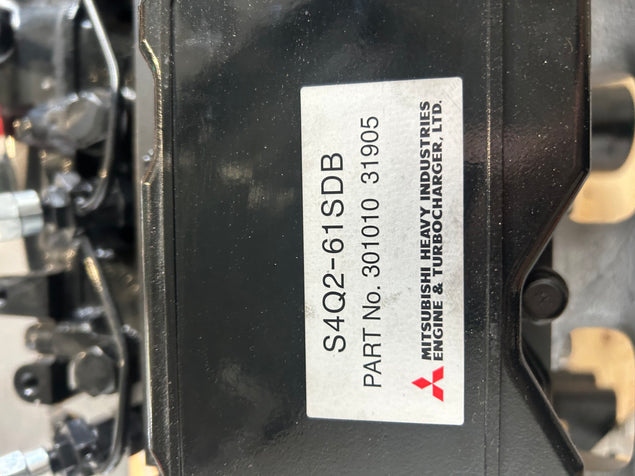 S4Q2-61SDB
PART No. 301010 31905
MITSUBISHI HEAVY INDUSTRIES
ENGINE & TURBOCHARGER, LTD.